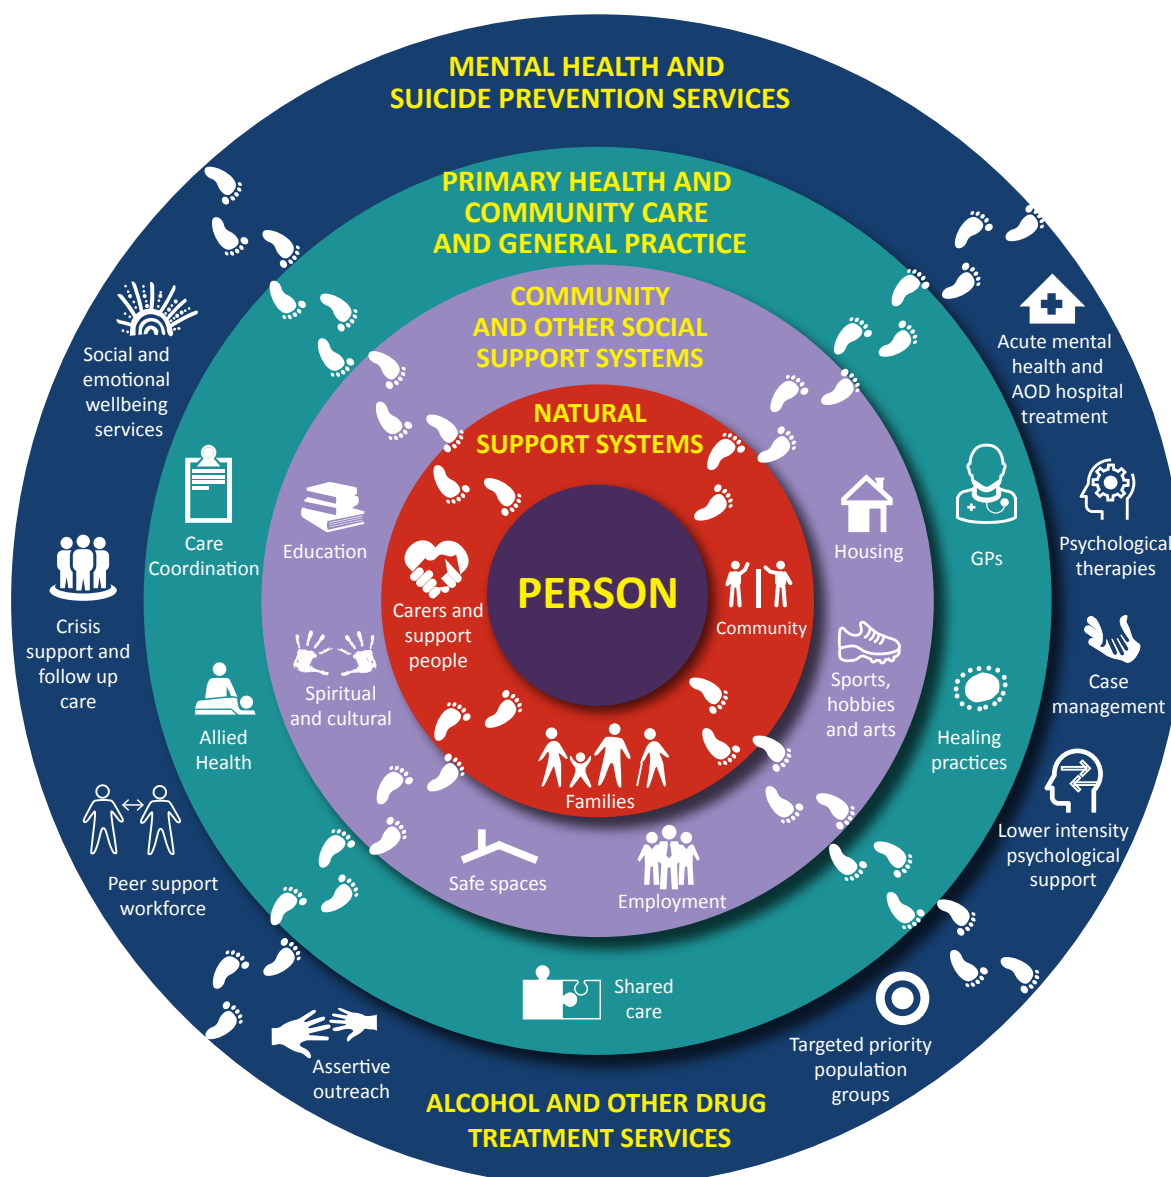 MENTAL HEALTH AND
SUICIDE PREVENTION SERVICES
PRIMARY HEALTH AND
COMMUNITY CARE
AND GENERAL PRACTICE
COMMUNITY
AND OTHER SOCIAL
SUPPORT SYSTEMS
NATURAL
SUPPORT SYSTEMS
PERSON
Social and
emotional
wellbeing
services
Acute mental
health and
AOD hospital
treatment
Care
Coordination
Education
Housing
GPs
Psychological
therapies
Carers and
support
people
Community
Crisis
support and
follow up
care
Spiritual
and cultural
Sports,
hobbies
and arts
Case
management
Allied
Health
Healing
practices
Families
Lower intensity
psychological
support
Peer support
workforce
Safe spaces
Employment
Shared
care
Assertive
outreach
Targeted priority
population
groups
ALCOHOL AND OTHER DRUG
TREATMENT SERVICES